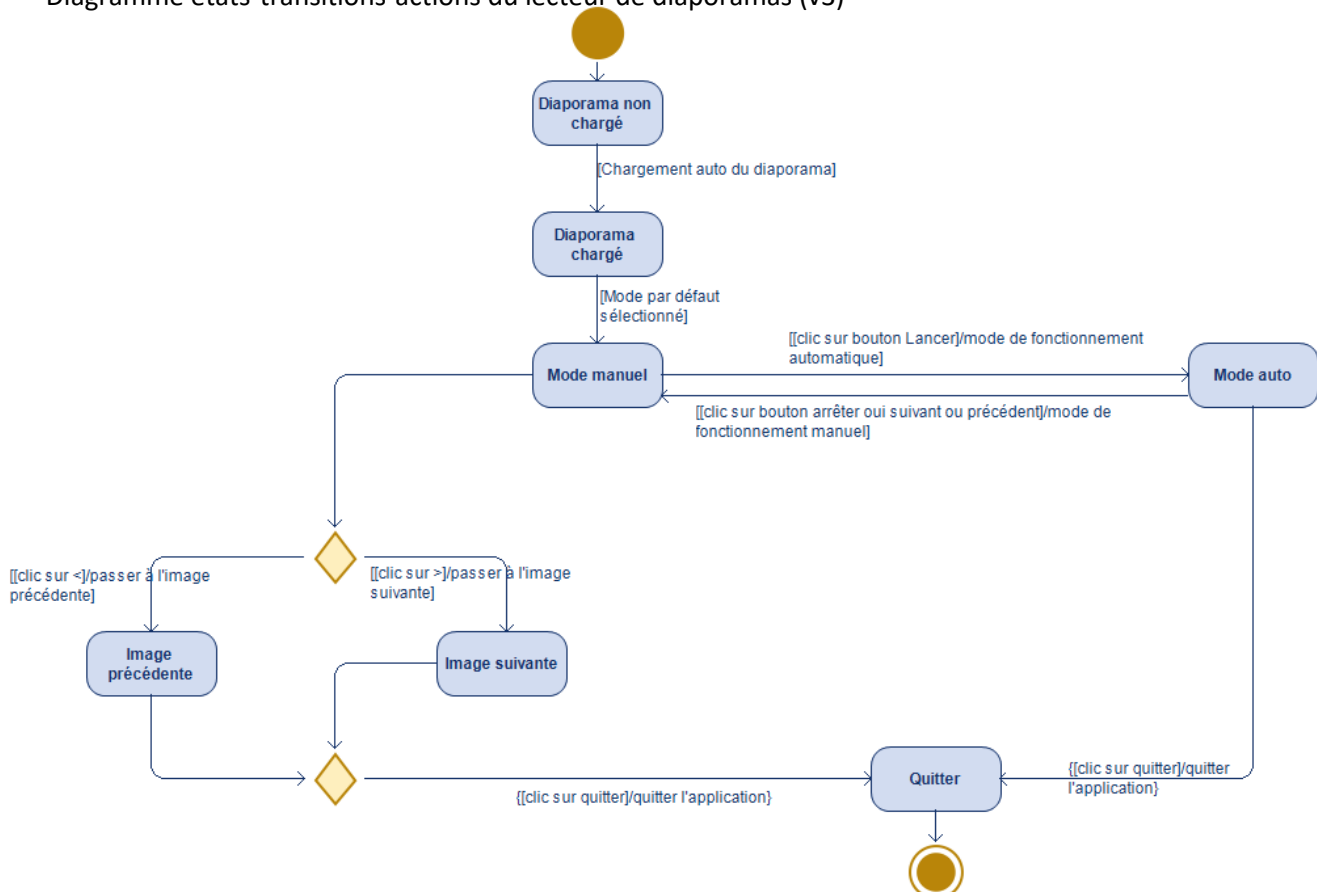 Diagramme états-transitions-actions du lecteur de diaporamas (v3)
Diaporama non
chargé
[Chargement auto du diaporama]
Diaporama
chargé
[Mode par défaut
sélectionné]
[[clic sur bouton Lancer]/mode de fonctionnement
automatique]
Mode manuel
Mode auto
[[clic sur bouton arrêter oui suivant ou précédent]/mode de
fonctionnement manuel]
[[clic sur <]/passer à l'image
précédente]
[[clic sur >]/passer à l'image
suivante]
Image
précédente
Image suivante
Quitter
{[clic sur quitter]/quitter
l'application}
{[clic sur quitter]/quitter l'application}